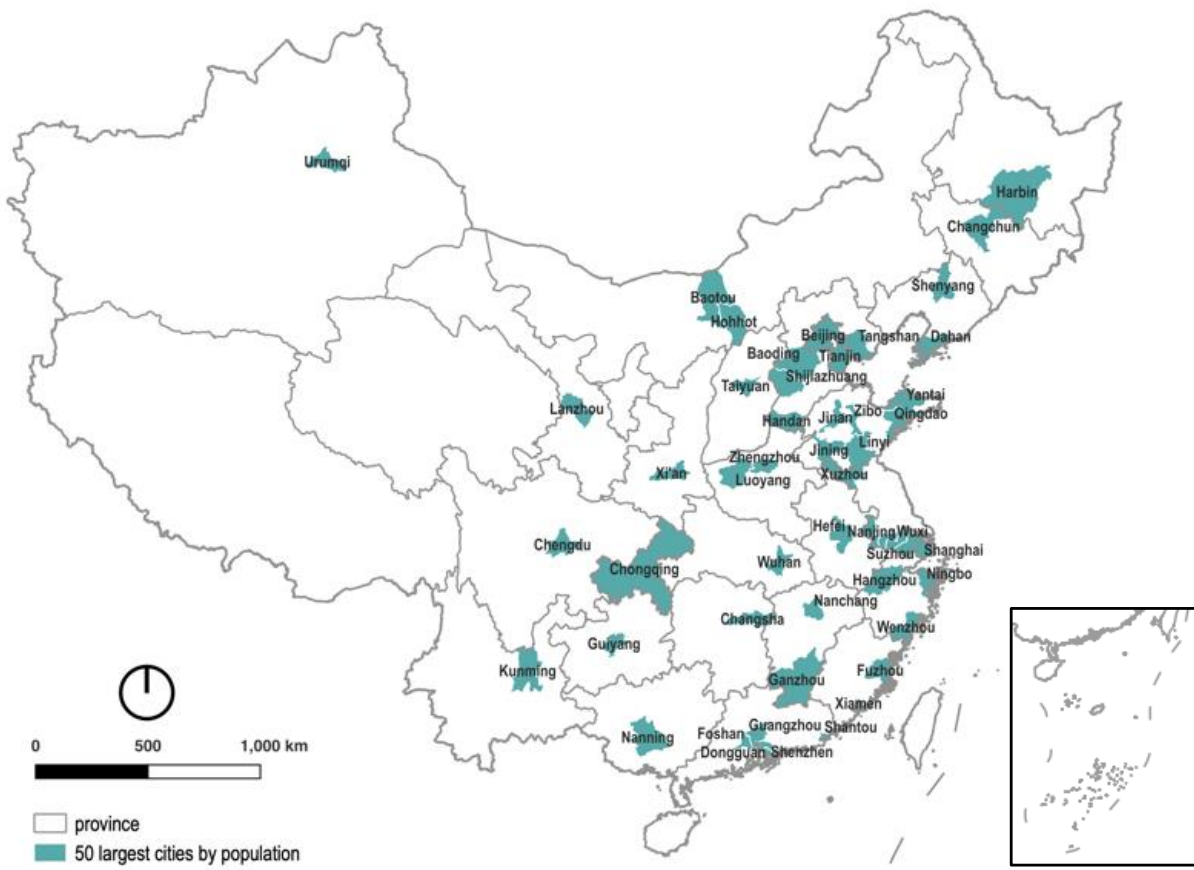 Urumqi
Harbin
Changchun
Shenyang
Baotou
Hohhot
Beijing
Tangshan
Dahan
Baoding
Tianjin
Taiyuan
Shijiazhuang
Yantai
Lanzhou
Handan
Jinan
Zibo
Qingdao
Linyi
Jining
Zhengzhou
Xi'an
Luoyang
Xuzhou
Hefei
Nanjing
Wuxi
Chengdu
Suzhou
Shanghai
Chongqing
Wuhan
Hangzhou
Ningbo
Nanchang
Changsha
Wenzhou
Guiyang
Kunming
Ganzhou
Fuzhou
Xiamen
Nanning
Foshan
Guangzhou
Shantou
Dongguan
Shenzhen
0 500 1,000 km
province
50 largest cities by population